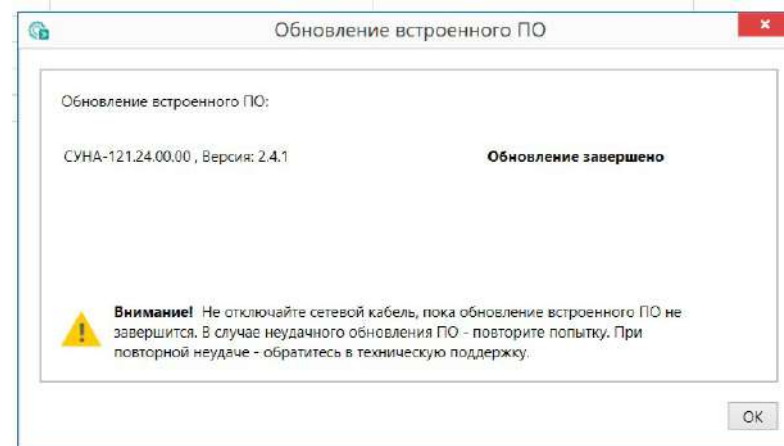 Обновление встроенного ПО
Обновление встроенного ПО:
СУНА-121.24.00.00 , Версия: 2.4.1
Обновление завершено
Внимание! Не отключайте сетевой кабель, пока обновление встроенного ПО не
завершится. В случае неудачного обновления ПО - повторите попытку. При
повторной неудаче - обратитесь в техническую поддержку.
OK